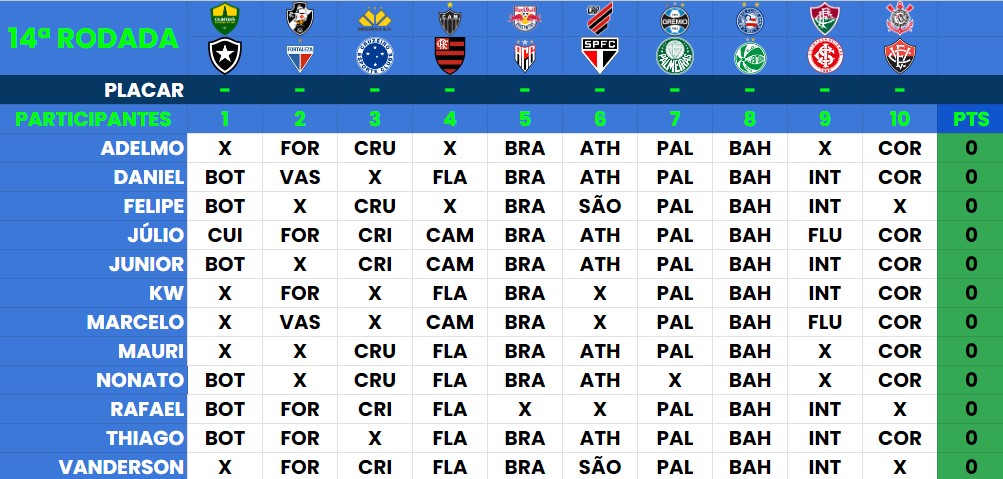 14ª RODADA
FORTALEZA CRUZEIRO ESPORTE CLUBE SPFC
PLACAR - - - - - - - - - -
PARTICIPANTES 1 2 3 4 5 6 7 8 9 10 PTS
ADELMO X FOR CRU X BRA ATH PAL BAH X COR 0
DANIEL BOT VAS X FLA BRA ATH PAL BAH INT COR 0
FELIPE BOT X CRU X BRA SÃO PAL BAH INT X 0
JÚLIO CUI FOR CRI CAM BRA ATH PAL BAH FLU COR 0
JUNIOR BOT X CRI CAM BRA ATH PAL BAH INT COR 0
KW X FOR X FLA BRA X PAL BAH INT COR 0
MARCELO X VAS X CAM BRA X PAL BAH FLU COR 0
MAURI X X CRU FLA BRA ATH PAL BAH X COR 0
NONATO BOT X CRU FLA BRA ATH X BAH X COR 0
RAFAEL BOT FOR CRI FLA X X PAL BAH INT X 0
THIAGO BOT FOR X FLA BRA ATH PAL BAH INT COR 0
VANDERSON X FOR CRI FLA BRA SÃO PAL BAH INT X 0